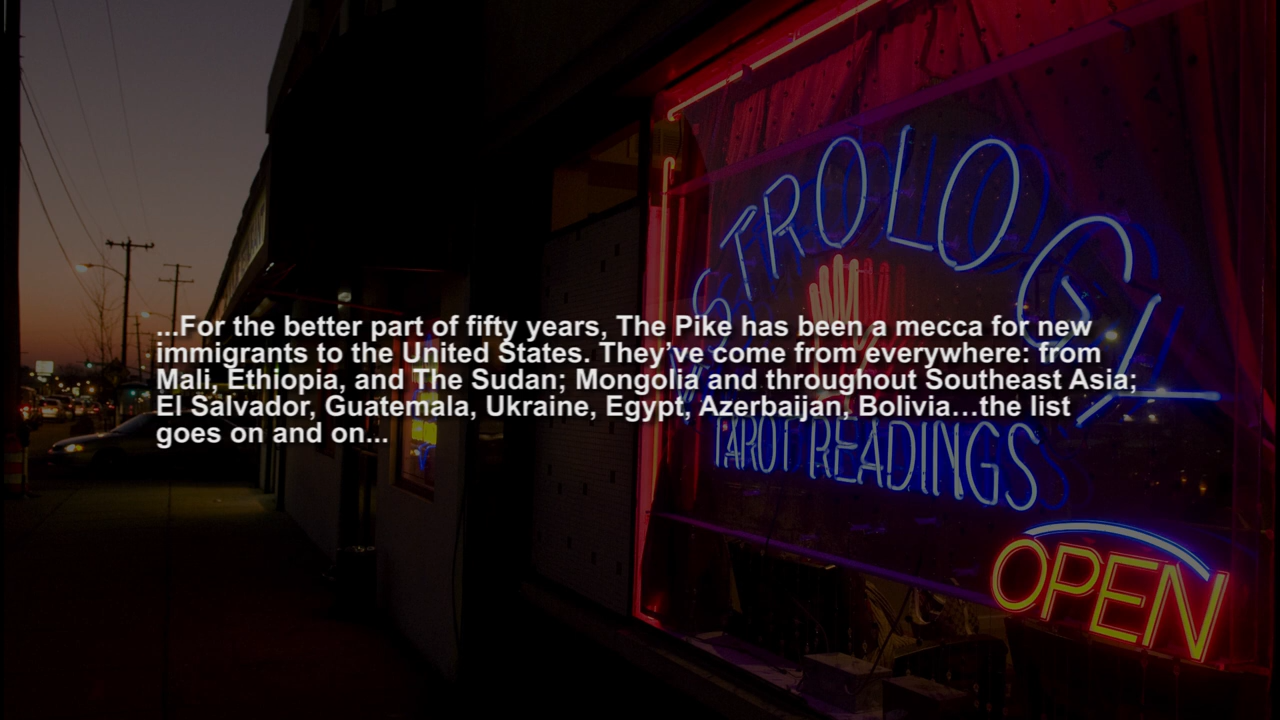 STROLOGY
...For the better part of fifty years, The Pike has been a mecca for new
immigrants to the United States. They’ve come from everywhere: from
Mali, Ethiopia, and The Sudan; Mongolia and throughout Southeast Asia;
El Salvador, Guatemala, Ukraine, Egypt, Azerbaijan, Bolivia…the list
goes on and on...
TAROT READINGS
OPEN